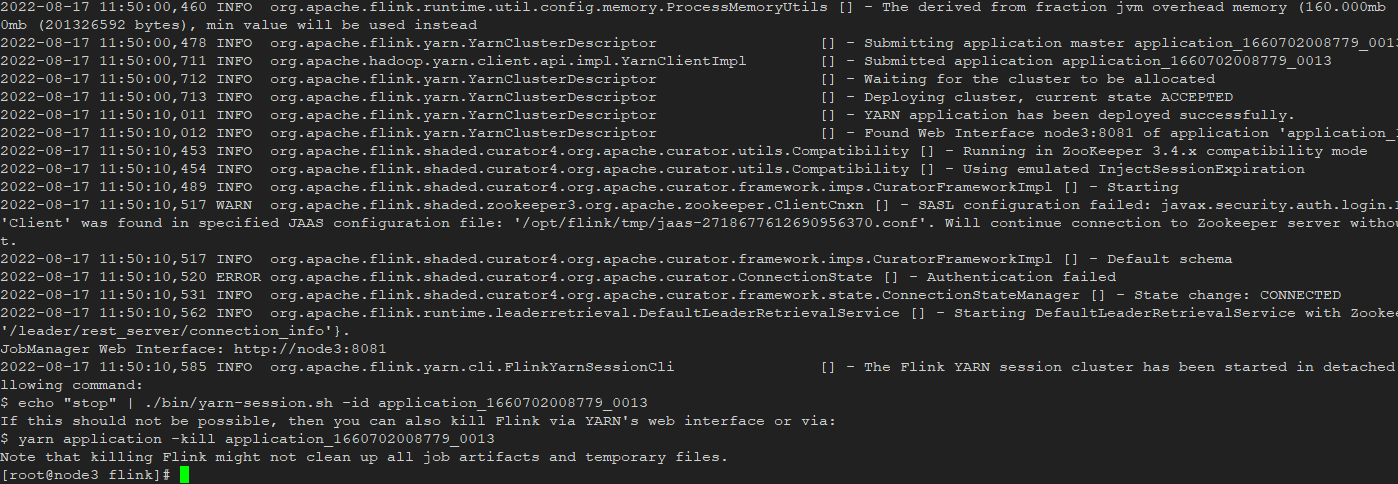 2022-08-17 11:50:00,460 INFO  org.apache.flink.runtime.util.config.memory.ProcessMemoryUtils [] - The derived from fraction jvm overhead memory (160.000mb
0mb (201326592 bytes), min value will be used instead
2022-08-17 11:50:00,478 INFO  org.apache.flink.yarn.YarnClusterDescriptor                  [] - Submitting application master application_1660702008779_0013
2022-08-17 11:50:00,711 INFO  org.apache.hadoop.yarn.client.api.impl.YarnClientImpl        [] - Submitted application application_1660702008779_0013
2022-08-17 11:50:00,712 INFO  org.apache.flink.yarn.YarnClusterDescriptor                  [] - Waiting for the cluster to be allocated
2022-08-17 11:50:00,713 INFO  org.apache.flink.yarn.YarnClusterDescriptor                  [] - Deploying cluster, current state ACCEPTED
2022-08-17 11:50:10,011 INFO  org.apache.flink.yarn.YarnClusterDescriptor                  [] - YARN application has been deployed successfully.
2022-08-17 11:50:10,012 INFO  org.apache.flink.yarn.YarnClusterDescriptor                  [] - Found Web Interface node3:8081 of application 'application_1
2022-08-17 11:50:10,453 INFO  org.apache.flink.shaded.curator4.org.apache.curator.utils.Compatibility [] - Running in ZooKeeper 3.4.x compatibility mode
2022-08-17 11:50:10,454 INFO  org.apache.flink.shaded.curator4.org.apache.curator.utils.Compatibility [] - Using emulated InjectSessionExpiration
2022-08-17 11:50:10,489 INFO  org.apache.flink.shaded.curator4.org.apache.curator.framework.imps.CuratorFrameworkImpl [] - Starting
2022-08-17 11:50:10,517 WARN  org.apache.flink.shaded.zookeeper3.org.apache.zookeeper.ClientCnxn [] - SASL configuration failed: javax.security.auth.login.
'Client' was found in specified JAAS configuration file: '/opt/flink/tmp/jaas-2718677612690956370.conf'. Will continue connection to Zookeeper server withou
t.
2022-08-17 11:50:10,517 INFO  org.apache.flink.shaded.curator4.org.apache.curator.framework.imps.CuratorFrameworkImpl [] - Default schema
2022-08-17 11:50:10,520 ERROR org.apache.flink.shaded.curator4.org.apache.curator.ConnectionState [] - Authentication failed
2022-08-17 11:50:10,531 INFO  org.apache.flink.shaded.curator4.org.apache.curator.framework.state.ConnectionStateManager [] - State change: CONNECTED
2022-08-17 11:50:10,562 INFO  org.apache.flink.runtime.leaderretrieval.DefaultLeaderRetrievalService [] - Starting DefaultLeaderRetrievalService with Zooke
'/leader/rest_server/connection_info'}.
JobManager Web Interface: http://node3:8081
2022-08-17 11:50:10,585 INFO  org.apache.flink.yarn.cli.FlinkYarnSessionCli                [] - The Flink YARN session cluster has been started in detached
llowing command:
$ echo "stop" | ./bin/yarn-session.sh -id application_1660702008779_0013
If this should not be possible, then you can also kill Flink via YARN's web interface or via:
$ yarn application -kill application_1660702008779_0013
Note that killing Flink might not clean up all job artifacts and temporary files.
[root@node3 flink]#